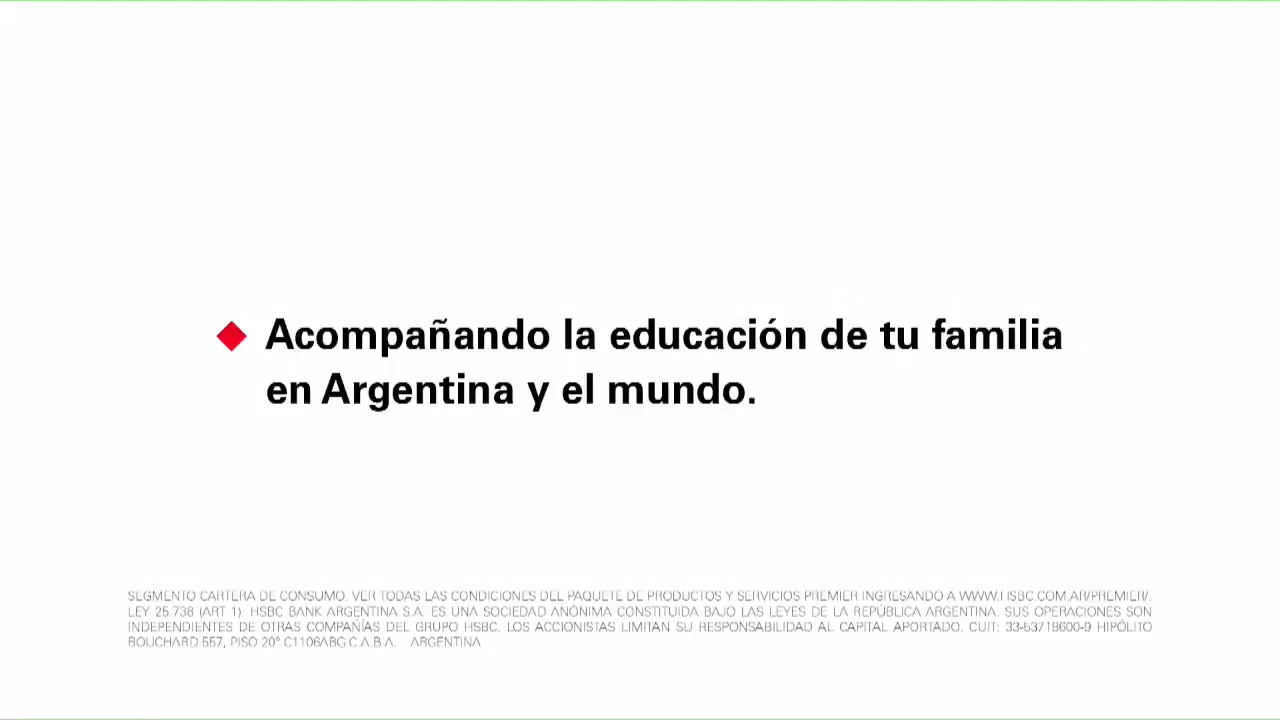 Acompañando la educación de tu familia
en Argentina y el mundo.
SEGMENTO CARTERA DE CONSUMO. VER TODAS LAS CONDICIONES DEL PAQUETE DE PRODUCTOS Y SERVICIOS PREMIER INGRESANDO A WWW.HSBC.COM.AR/PREMIER/.
LEY 25.738 (ART 1). HSBC BANK ARGENTINA S.A. ES UNA SOCIEDAD ANÓNIMA CONSTITUIDA BAJO LAS LEYES DE LA REPÚBLICA ARGENTINA. SUS OPERACIONES SON
INDEPENDIENTES DE OTRAS COMPAÑÍAS DEL GRUPO HSBC. LOS ACCIONISTAS LIMITAN SU RESPONSABILIDAD AL CAPITAL APORTADO. CUIT: 33-53718600-9 HIPÓLITO
BOUCHARD 557, PISO 20° C1106ABG C.A.B.A. ARGENTINA